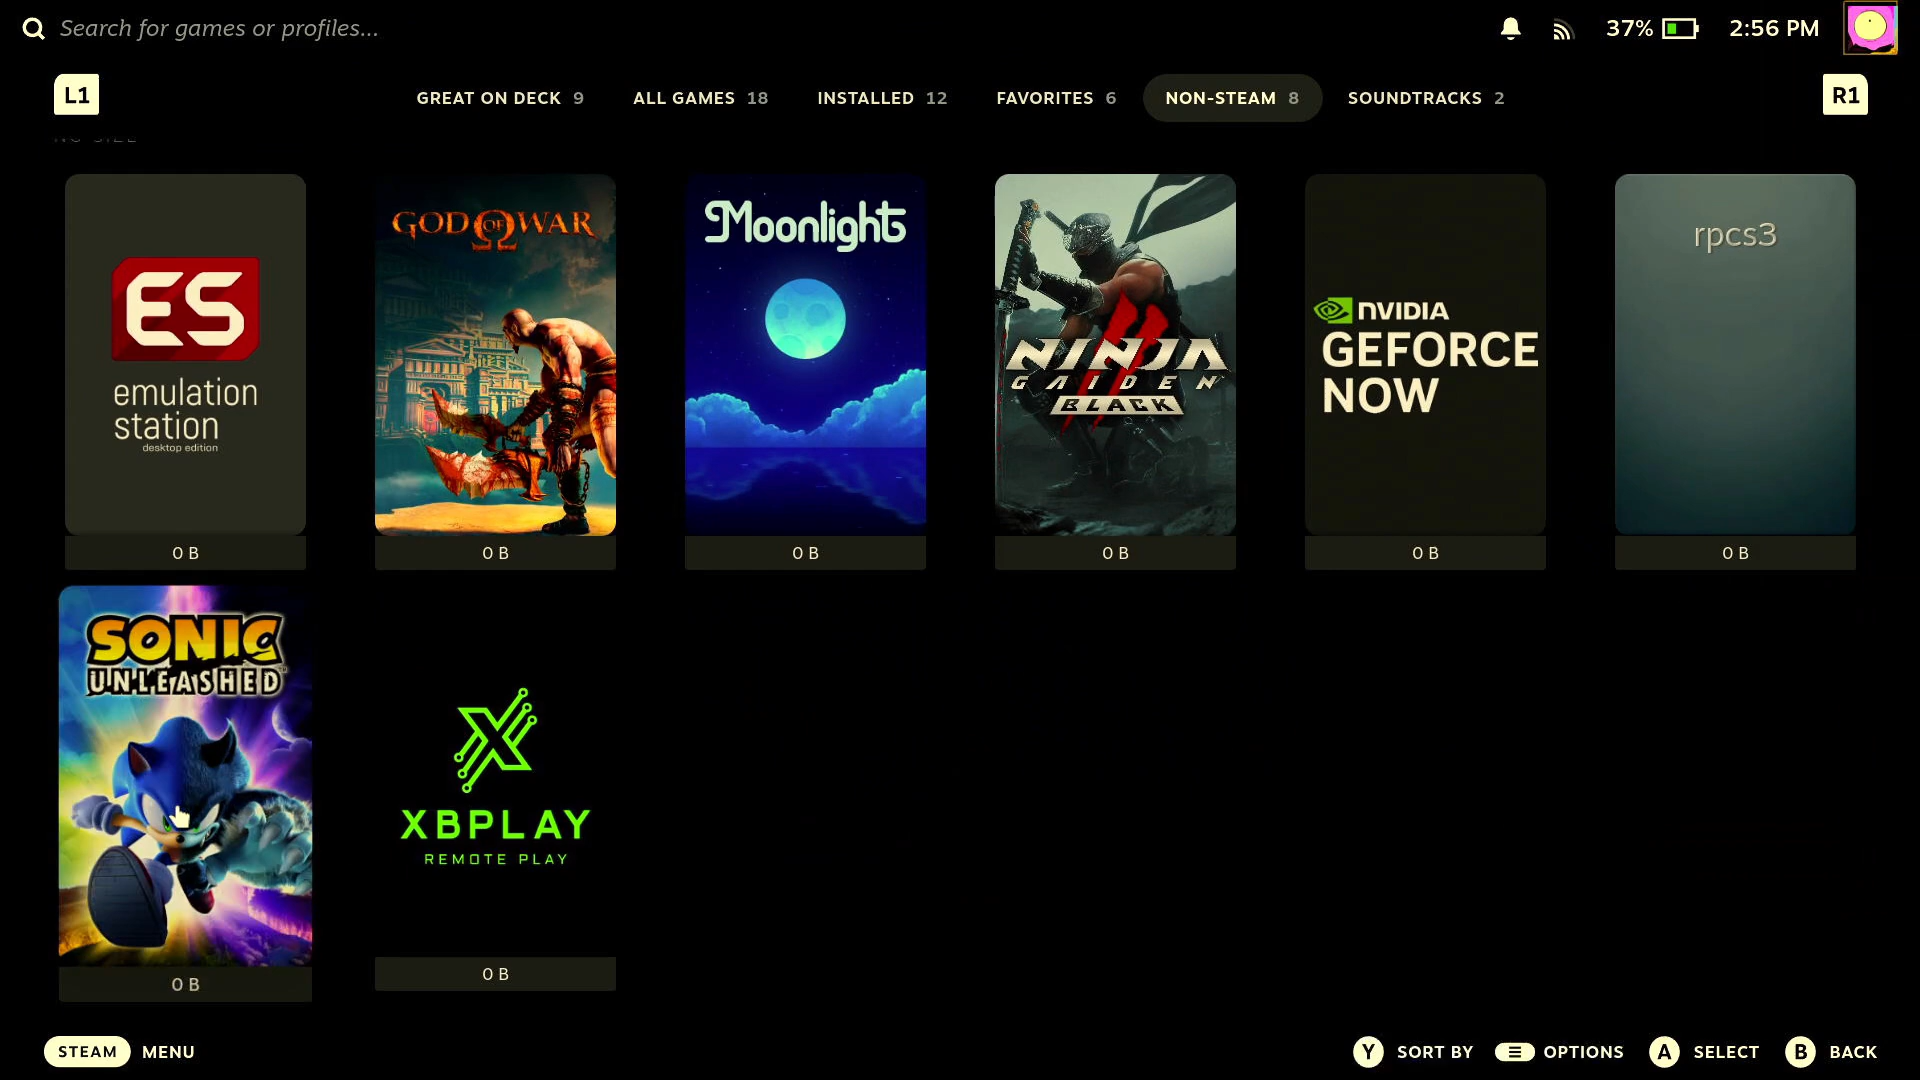 Search for games or profiles...
37%
2:56 PM
L1
GREAT ON DECK 9
ALL GAMES 18
INSTALLED 12
FAVORITES 6
NON-STEAM 8
SOUNDTRACKS 2
R1
ES
emulation
station
desktop edition
0 B
GOD OF WAR
0 B
Moonlight
0 B
NINJA
GAIDEN
BLACK
0 B
NVIDIA
GEFORCE
NOW
0 B
rpcs3
0 B
SONIC
UNLEASHED
0 B
XBPLAY
REMOTE PLAY
0 B
STEAM MENU
Y SORT BY
OPTIONS
A SELECT
B BACK